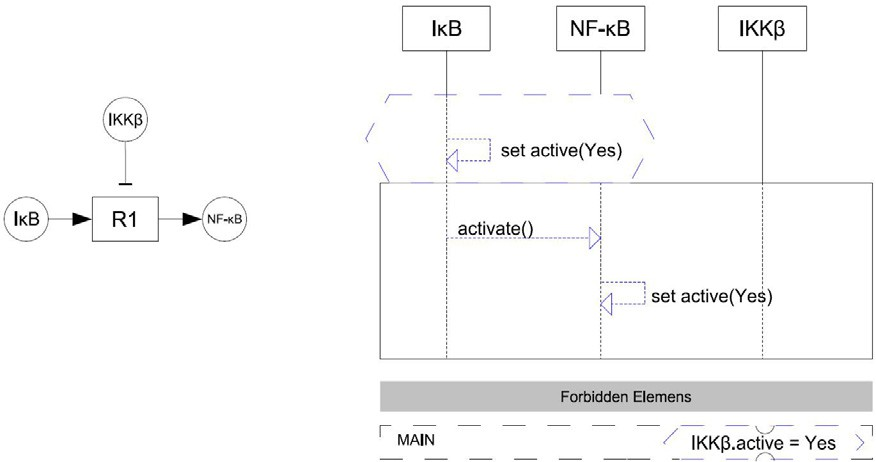 IKKβ
IκB
R1
NF-κB
IκB
NF-κB
IKKβ
set active(Yes)
activate()
set active(Yes)
Forbidden Elemens
MAIN
IKKβ.active = Yes